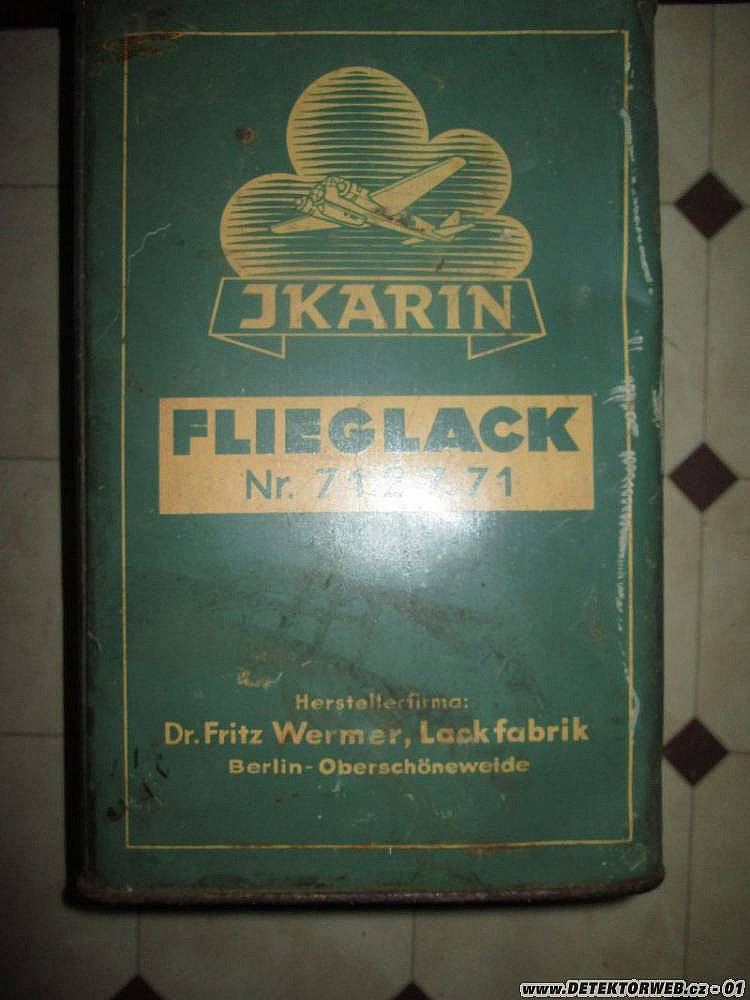 JKARIN
FLIEGLACK
Nr. 7127.71
Herstellerfirma:
Dr. Fritz Wermer, Lackfabrik
Berlin-Oberschöneweide
www.DETEKTORWEB.cz-01